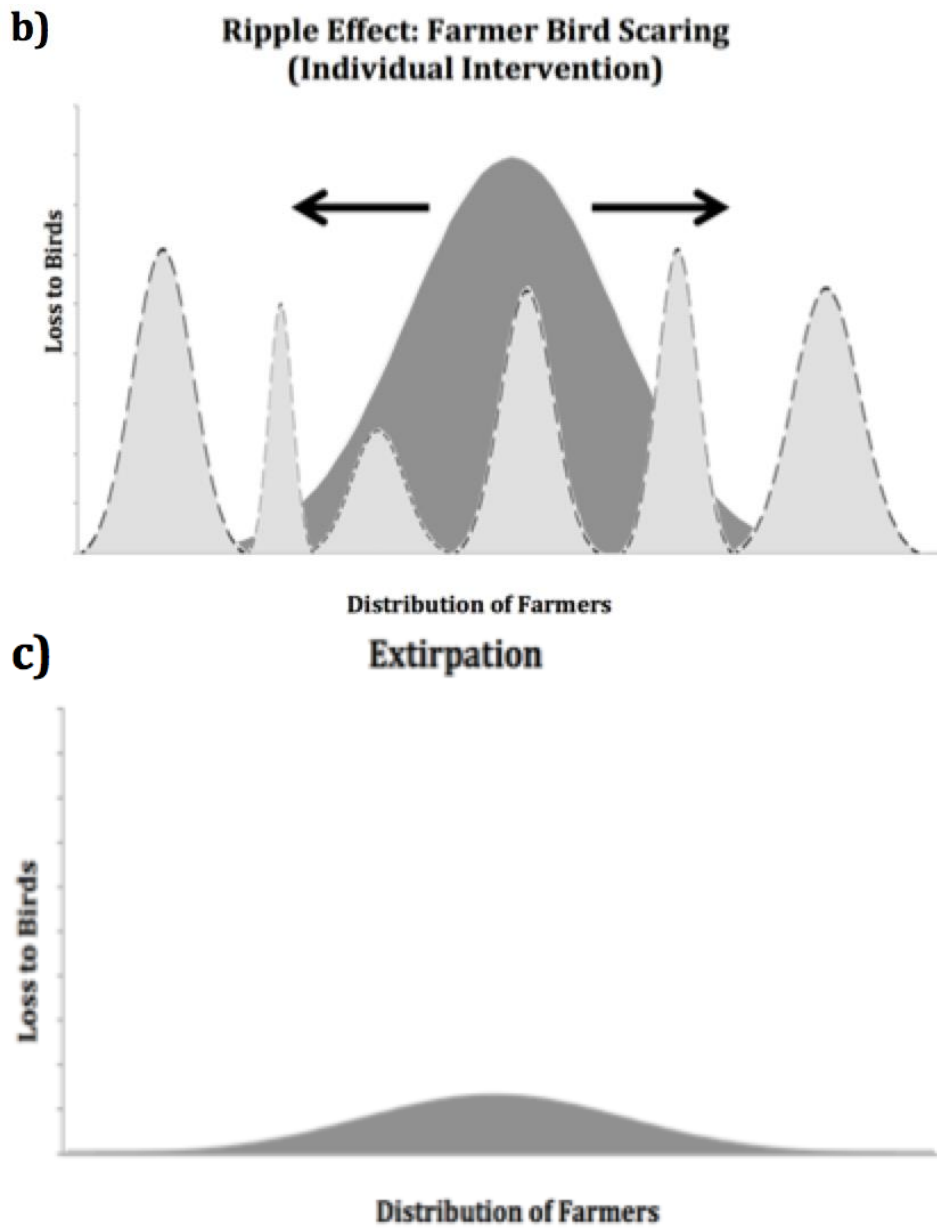 b)
Ripple Effect: Farmer Bird Scaring
(Individual Intervention)
Loss to Birds
Distribution of Farmers
c)
Extirpation
Loss to Birds
Distribution of Farmers